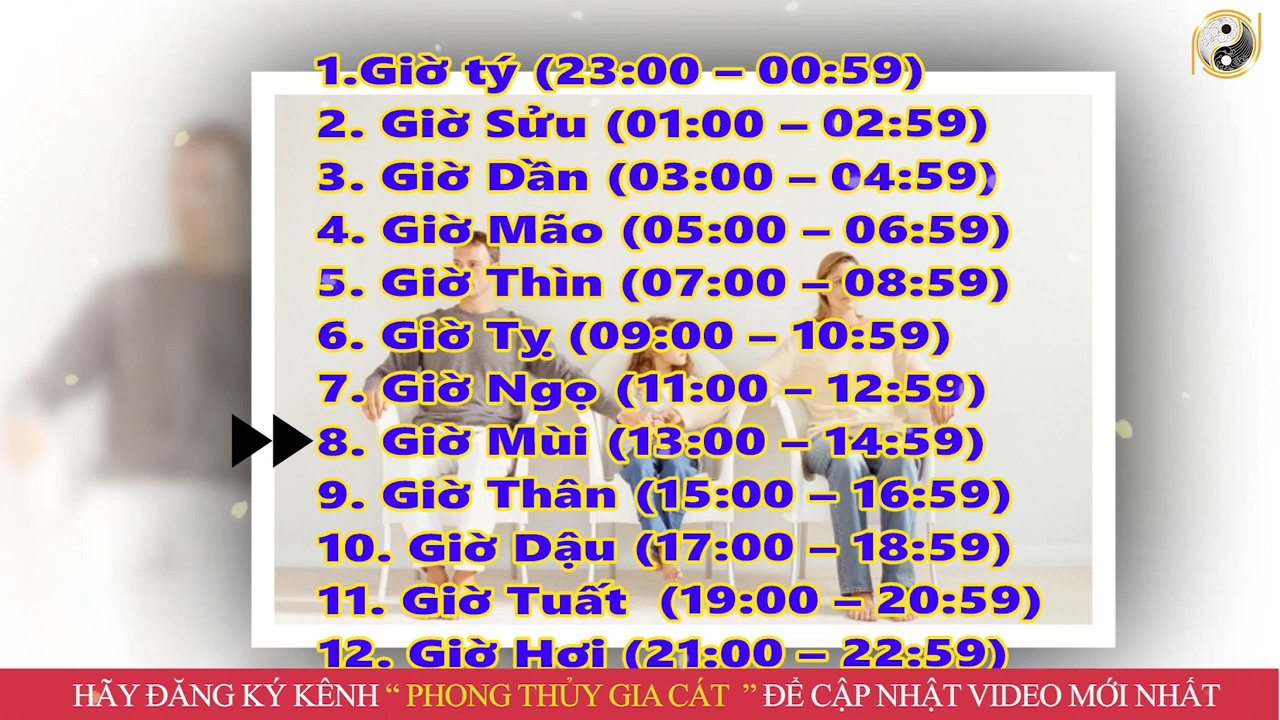 1.Giờ tý (23:00 – 00:59)
2. Giờ Sửu (01:00 – 02:59)
3. Giờ Dần (03:00 – 04:59)
4. Giờ Mão (05:00 – 06:59)
5. Giờ Thìn (07:00 – 08:59)
6. Giờ Tỵ (09:00 – 10:59)
7. Giờ Ngọ (11:00 – 12:59)
8. Giờ Mùi (13:00 – 14:59)
9. Giờ Thân (15:00 – 16:59)
10. Giờ Dậu (17:00 – 18:59)
11. Giờ Tuất (19:00 – 20:59)
12. Giờ Hợi (21:00 – 22:59)
HÃY ĐĂNG KÝ KÊNH “ PHONG THỦY GIA CÁT ” ĐỂ CẬP NHẬT VIDEO MỚI NHẤT